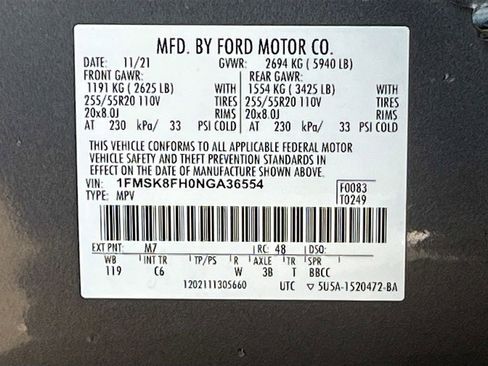 MFD. BY FORD MOTOR CO.
DATE: 11/21 GVWR: 2694 KG ( 5940 LB)
FRONT GAWR: REAR GAWR:
1191 KG ( 2625 LB) 1554 KG ( 3425 LB)
255/55R20 110V TIRES 255/55R20 110V TIRES
20x8.0J RIMS 20x8.0J RIMS
AT 230 kPa/ 33 PSI COLD AT 230 kPa/ 33 PSI COLD
THIS VEHICLE CONFORMS TO ALL APPLICABLE FEDERAL MOTOR
VEHICLE SAFETY AND THEFT PREVENTION STANDARDS IN
EFFECT ON THE DATE OF MANUFACTURE SHOWN ABOVE.
VIN: 1FMSK8FH0NGA36554 F0083
TYPE: MPV T0249
EXT PNT: M7 RC: 48 DSO:
WB INT TR TP/PS R AXLE TR SPR
119 C6 W 3B T BBCC
1202111305660 UTC 5U5A-1520472-BA